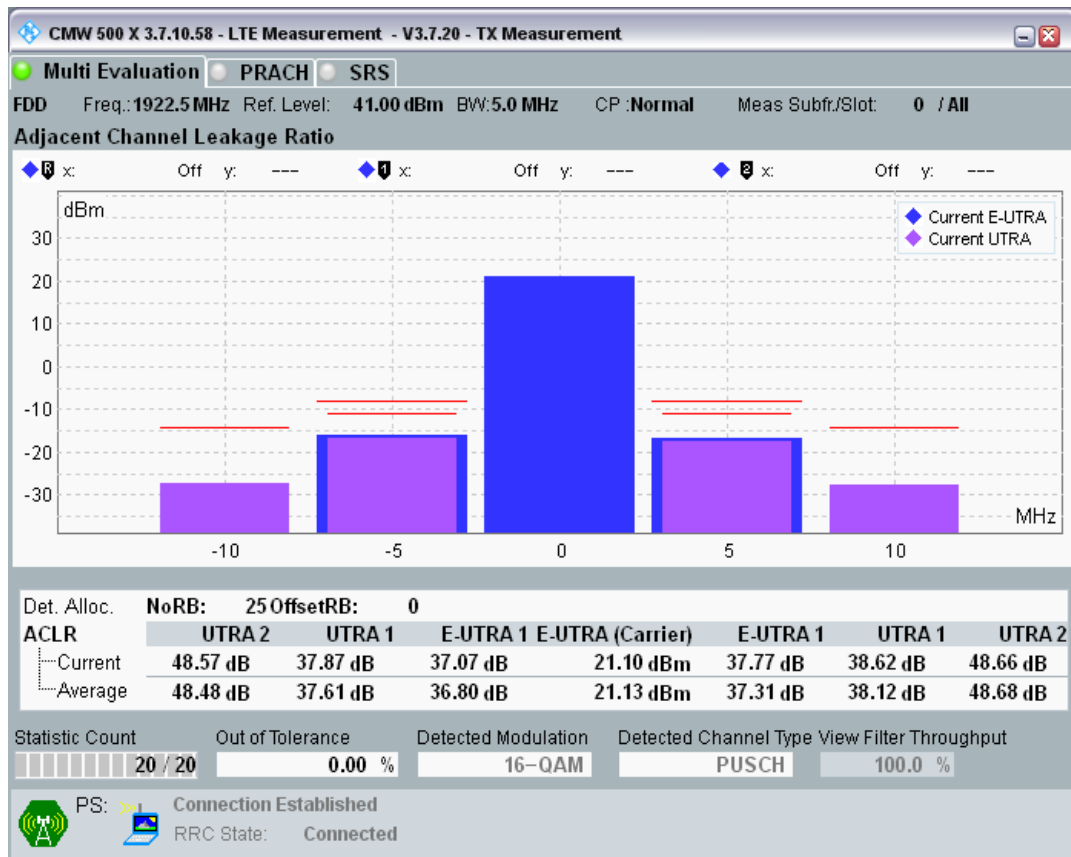 CMW 500 X 3.7.10.58 - LTE Measurement - V3.7.20 - TX Measurement
Multi Evaluation PRACH SRS
FDD Freq.:1922.5 MHz Ref. Level: 41.00 dBm BW:5.0 MHz CP :Normal Meas Subfr./Slot: 0 / All
Adjacent Channel Leakage Ratio
R x: Off y: --- 1 x: Off y: --- 2 x: Off y: ---
dBm
Current E-UTRA
Current UTRA
30
20
10
0
-10
-20
-30
MHz
-10 -5 0 5 10
Det. Alloc. NoRB: 25 OffsetRB: 0
ACLR UTRA 2 UTRA 1 E-UTRA 1 E-UTRA (Carrier) E-UTRA 1 UTRA 1 UTRA 2
Current 48.57 dB 37.87 dB 37.07 dB 21.10 dBm 37.77 dB 38.62 dB 48.66 dB
Average 48.48 dB 37.61 dB 36.80 dB 21.13 dBm 37.31 dB 38.12 dB 48.68 dB
Statistic Count Out of Tolerance Detected Modulation Detected Channel Type View Filter Throughput
20 / 20 0.00 % 16-QAM PUSCH 100.0 %
PS: Connection Established
RRC State: Connected